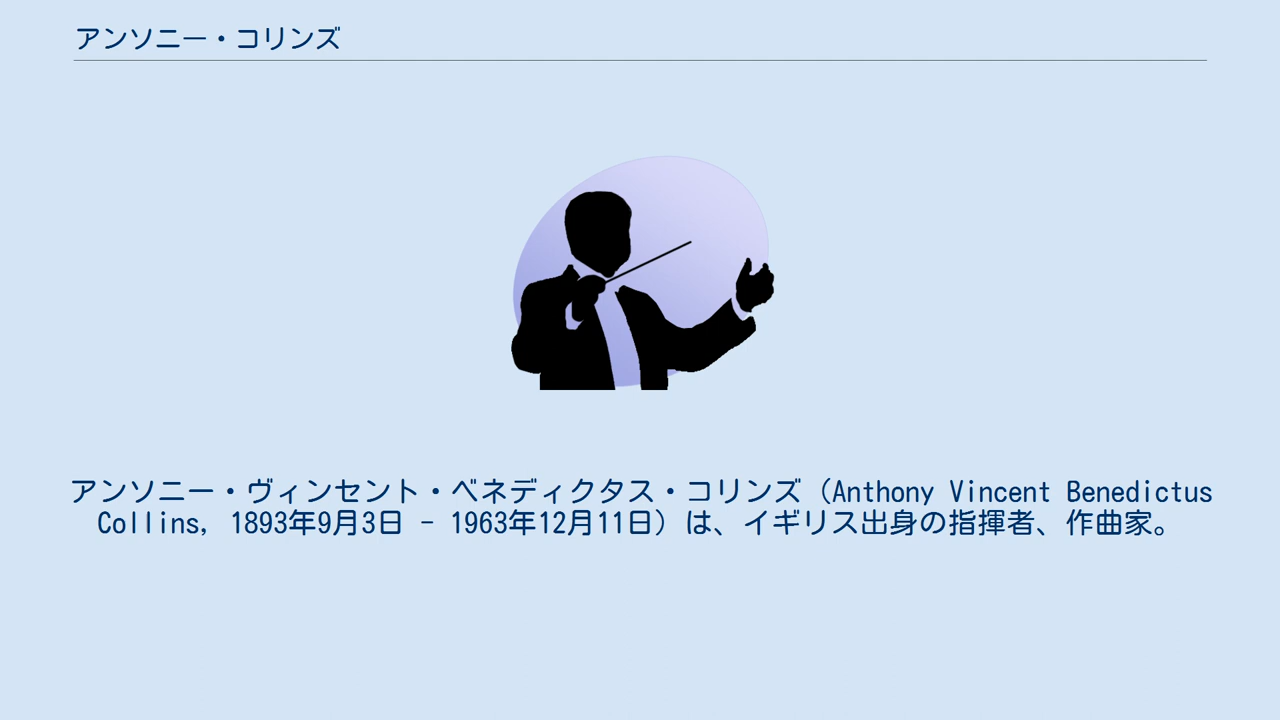 アンソニー・コリンズ
アンソニー・ヴィンセント・ベネディクタス・コリンズ（Anthony Vincent Benedictus
Collins, 1893年9月3日 - 1963年12月11日）は、イギリス出身の指揮者、作曲家。